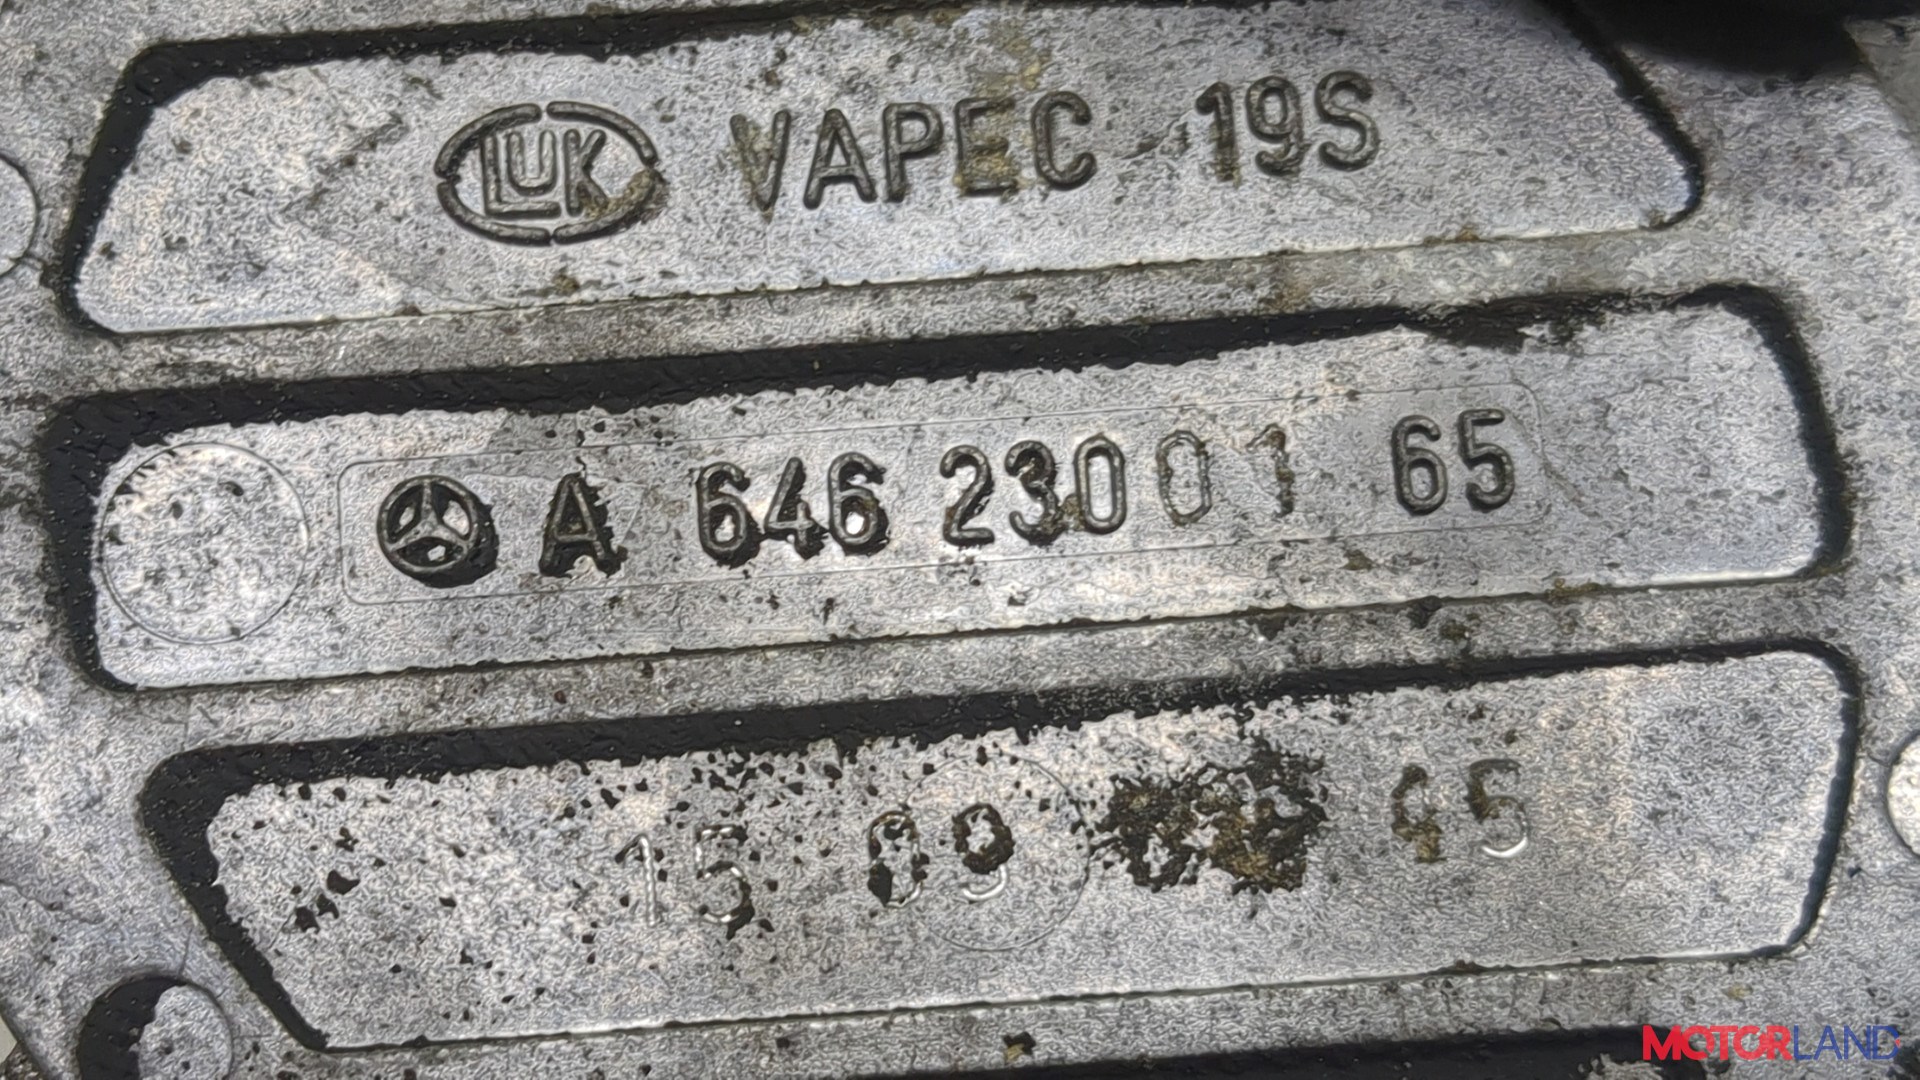 LUK VAPEC 19S
A 646 230 01 65
15 09 45
MOTORLAND